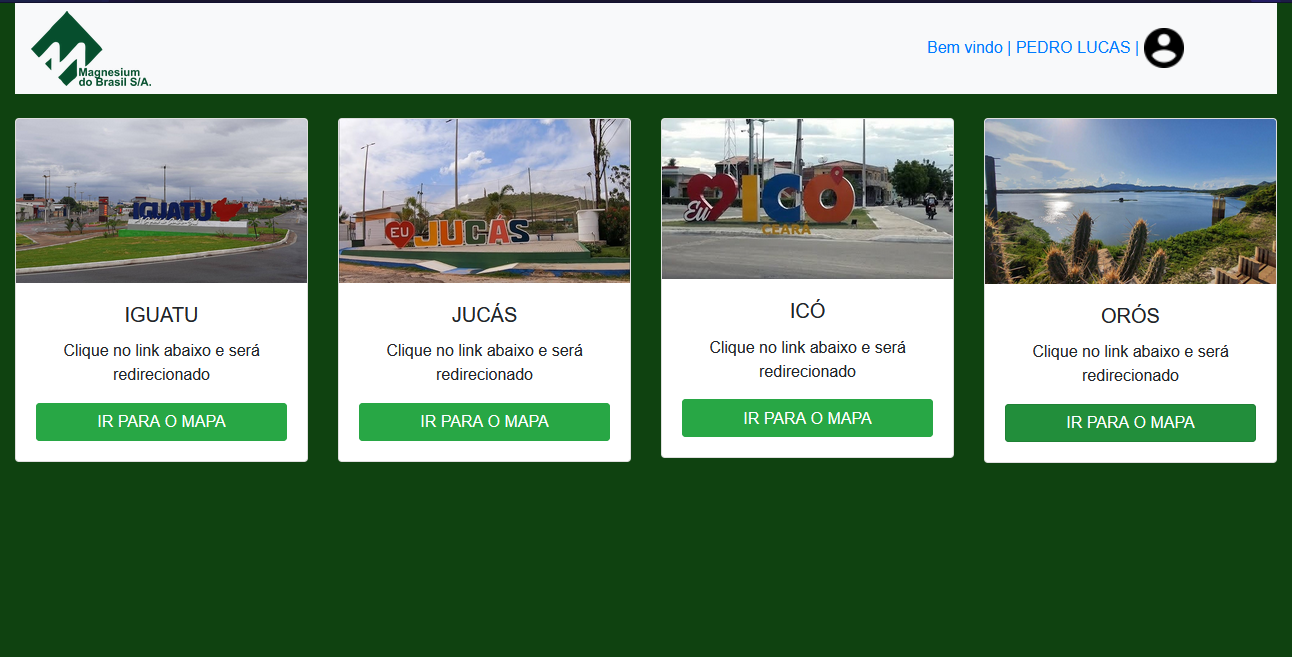 Magnesium
do Brasil S/A.
Bem vindo | PEDRO LUCAS |
IGUATU
IGUATU
Clique no link abaixo e será
redirecionado
IR PARA O MAPA
EU JUCÁS
JUCÁS
Clique no link abaixo e será
redirecionado
IR PARA O MAPA
Eu ICÓ
CEARÁ
ICÓ
Clique no link abaixo e será
redirecionado
IR PARA O MAPA
ORÓS
Clique no link abaixo e será
redirecionado
IR PARA O MAPA